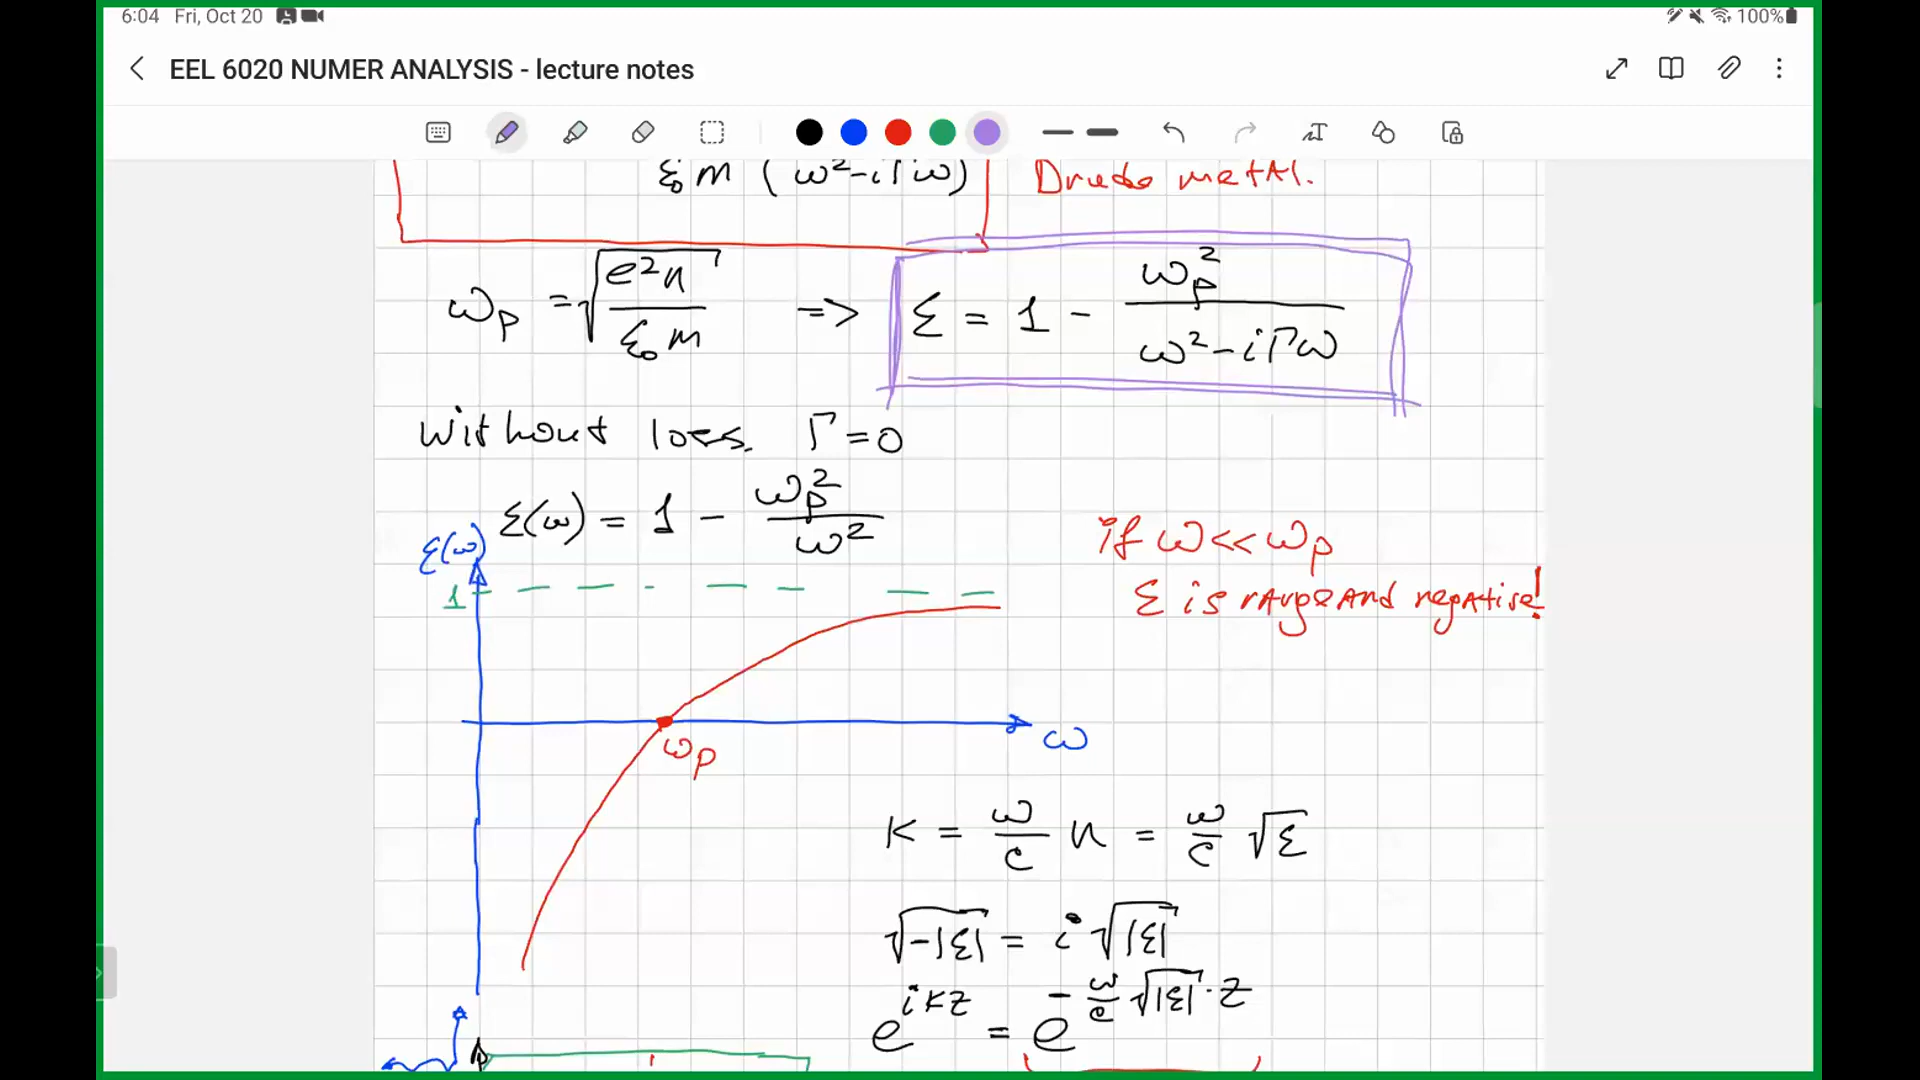 6:04 Fri, Oct 20 100%
EEL 6020 NUMER ANALYSIS - lecture notes
ε₀ m (ω² - iΓω) Drude metal.
ωₚ = √(e²n / ε₀ m) => ε = 1 - ωₚ² / (ω² - iΓω)
Without loss. Γ = 0
ε(ω) = 1 - ωₚ² / ω²
ε(ω)
1
if ω << ωₚ
ε is large and negative!
ωₚ
ω
K = ω/c n = ω/c √ε
√-|ε| = i √|ε|
e^{iKz} = e^{-ω/c √|ε| · z}